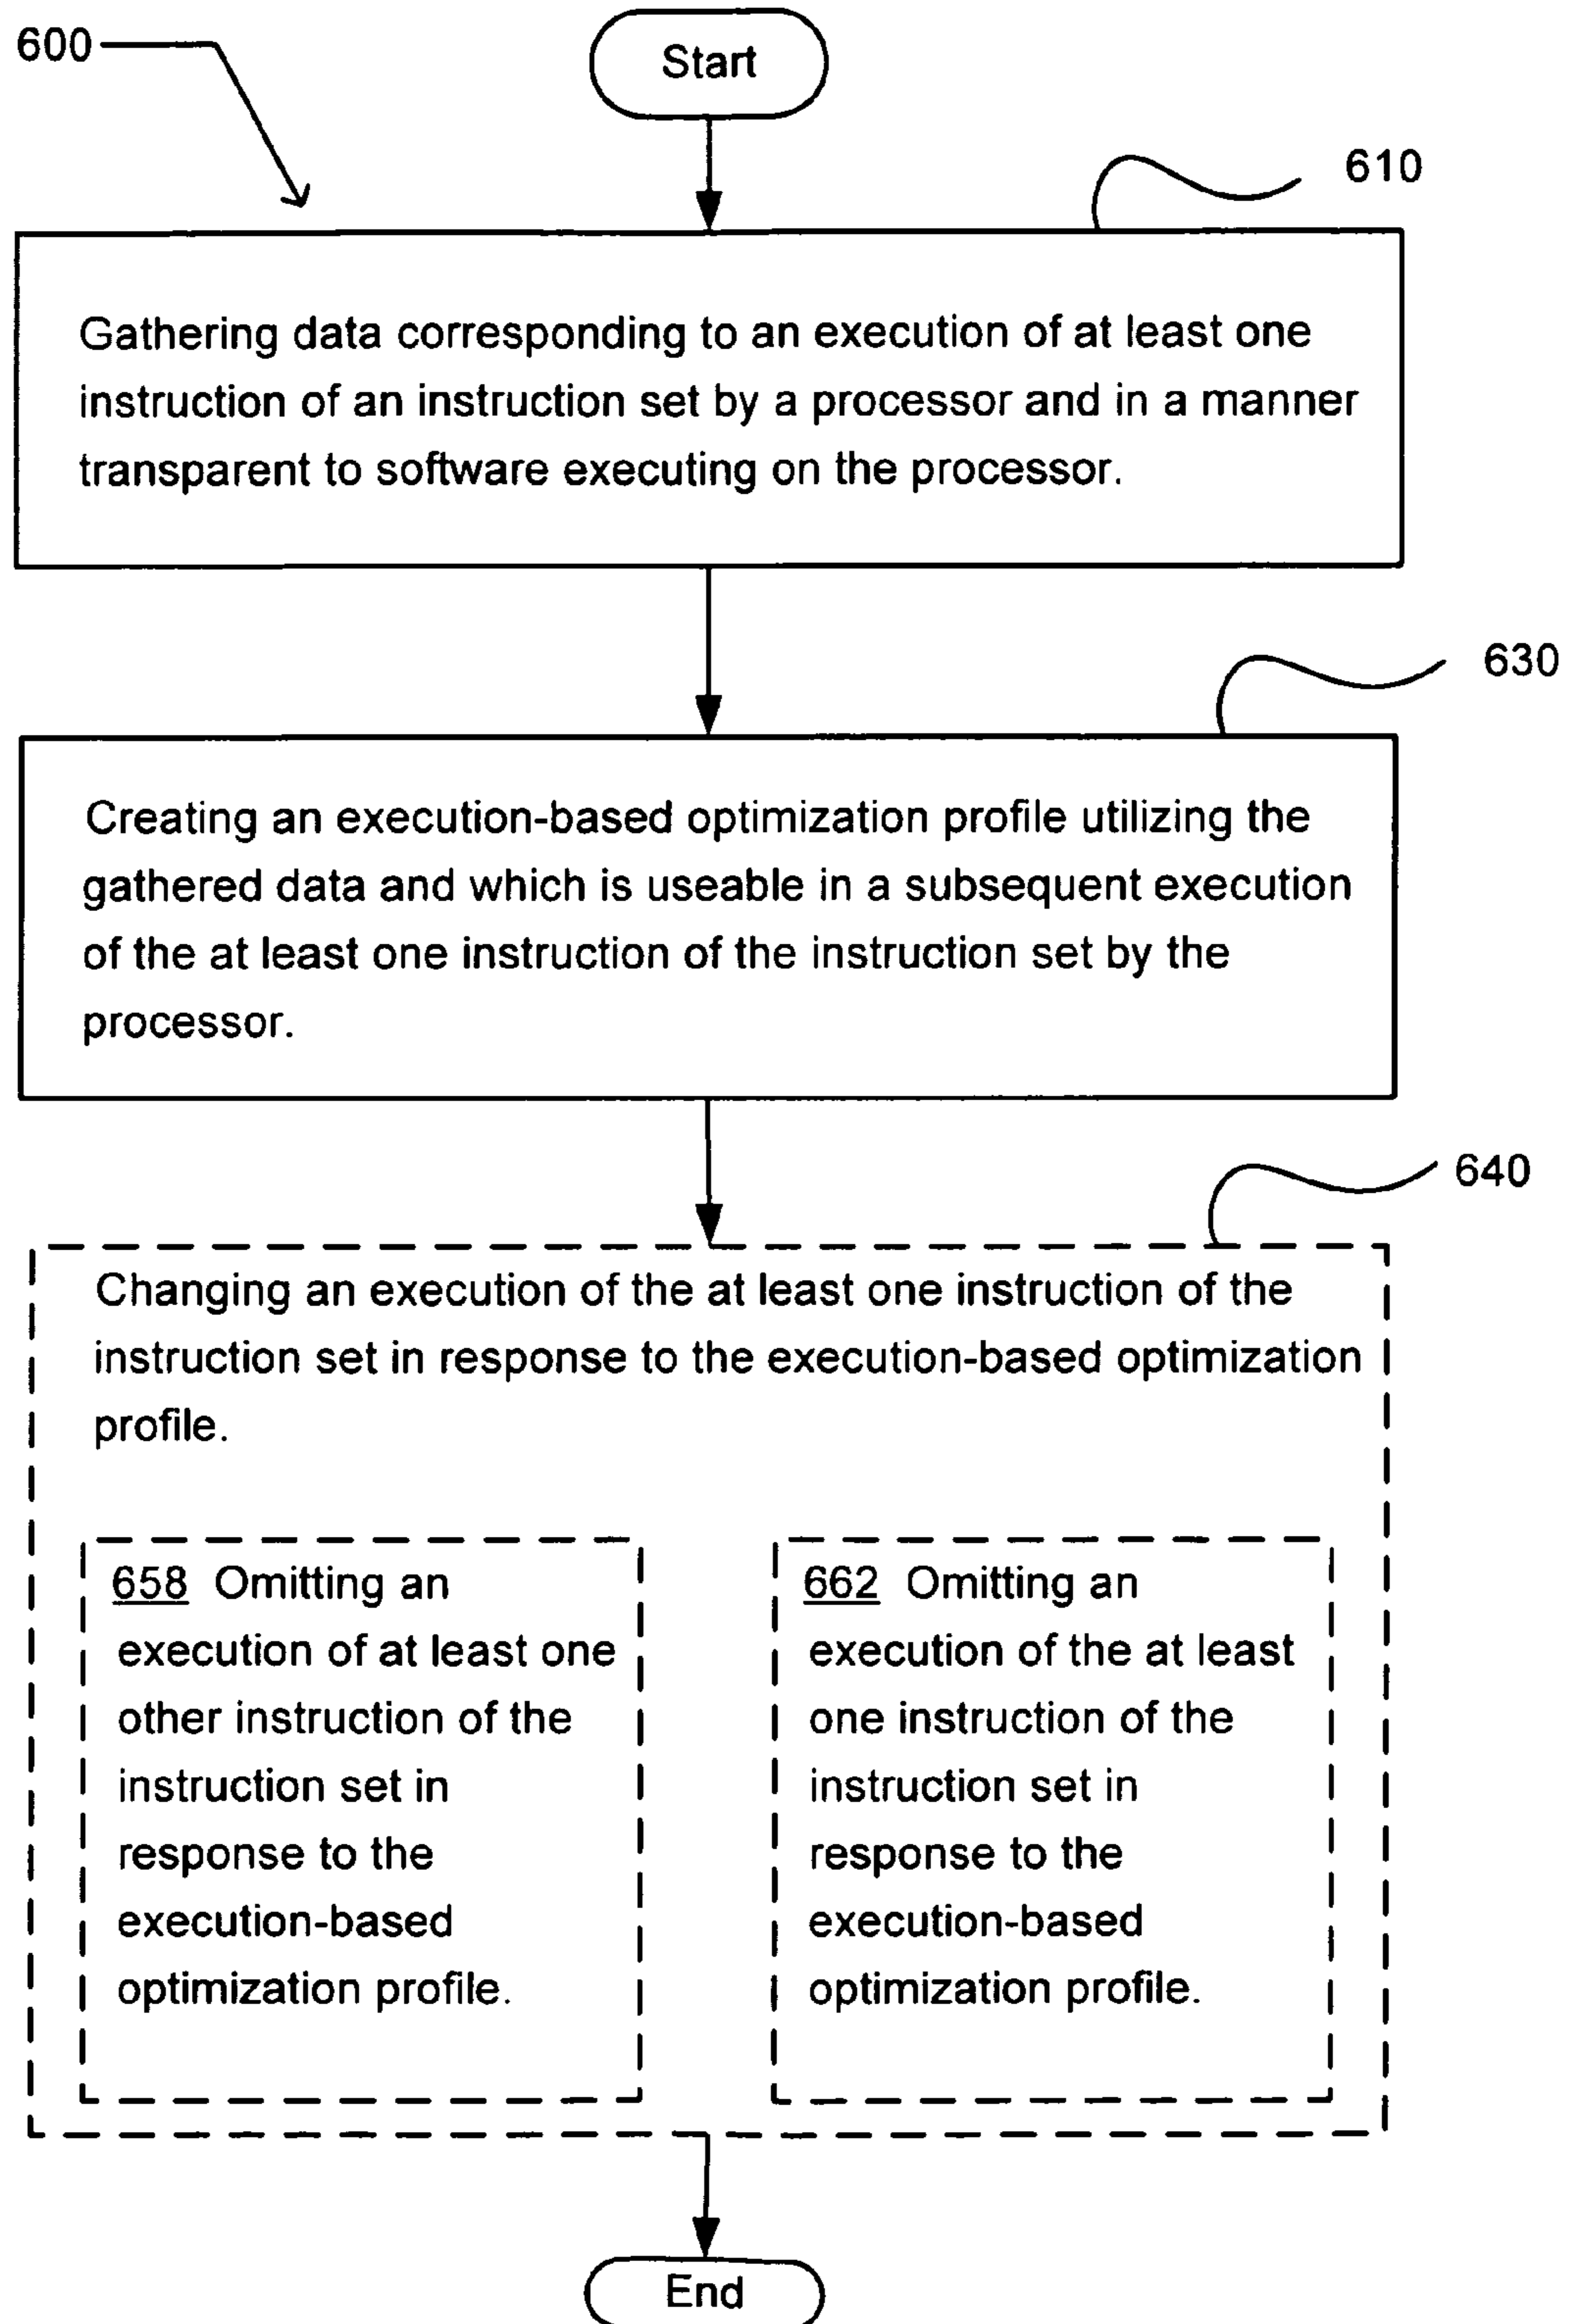 600
Start
610
Gathering data corresponding to an execution of at least one
instruction of an instruction set by a processor and in a manner
transparent to software executing on the processor.
630
Creating an execution-based optimization profile utilizing the
gathered data and which is useable in a subsequent execution
of the at least one instruction of the instruction set by the
processor.
640
Changing an execution of the at least one instruction of the
instruction set in response to the execution-based optimization
profile.
658 Omitting an
execution of at least one
other instruction of the
instruction set in
response to the
execution-based
optimization profile.
662 Omitting an
execution of the at least
one instruction of the
instruction set in
response to the
execution-based
optimization profile.
End